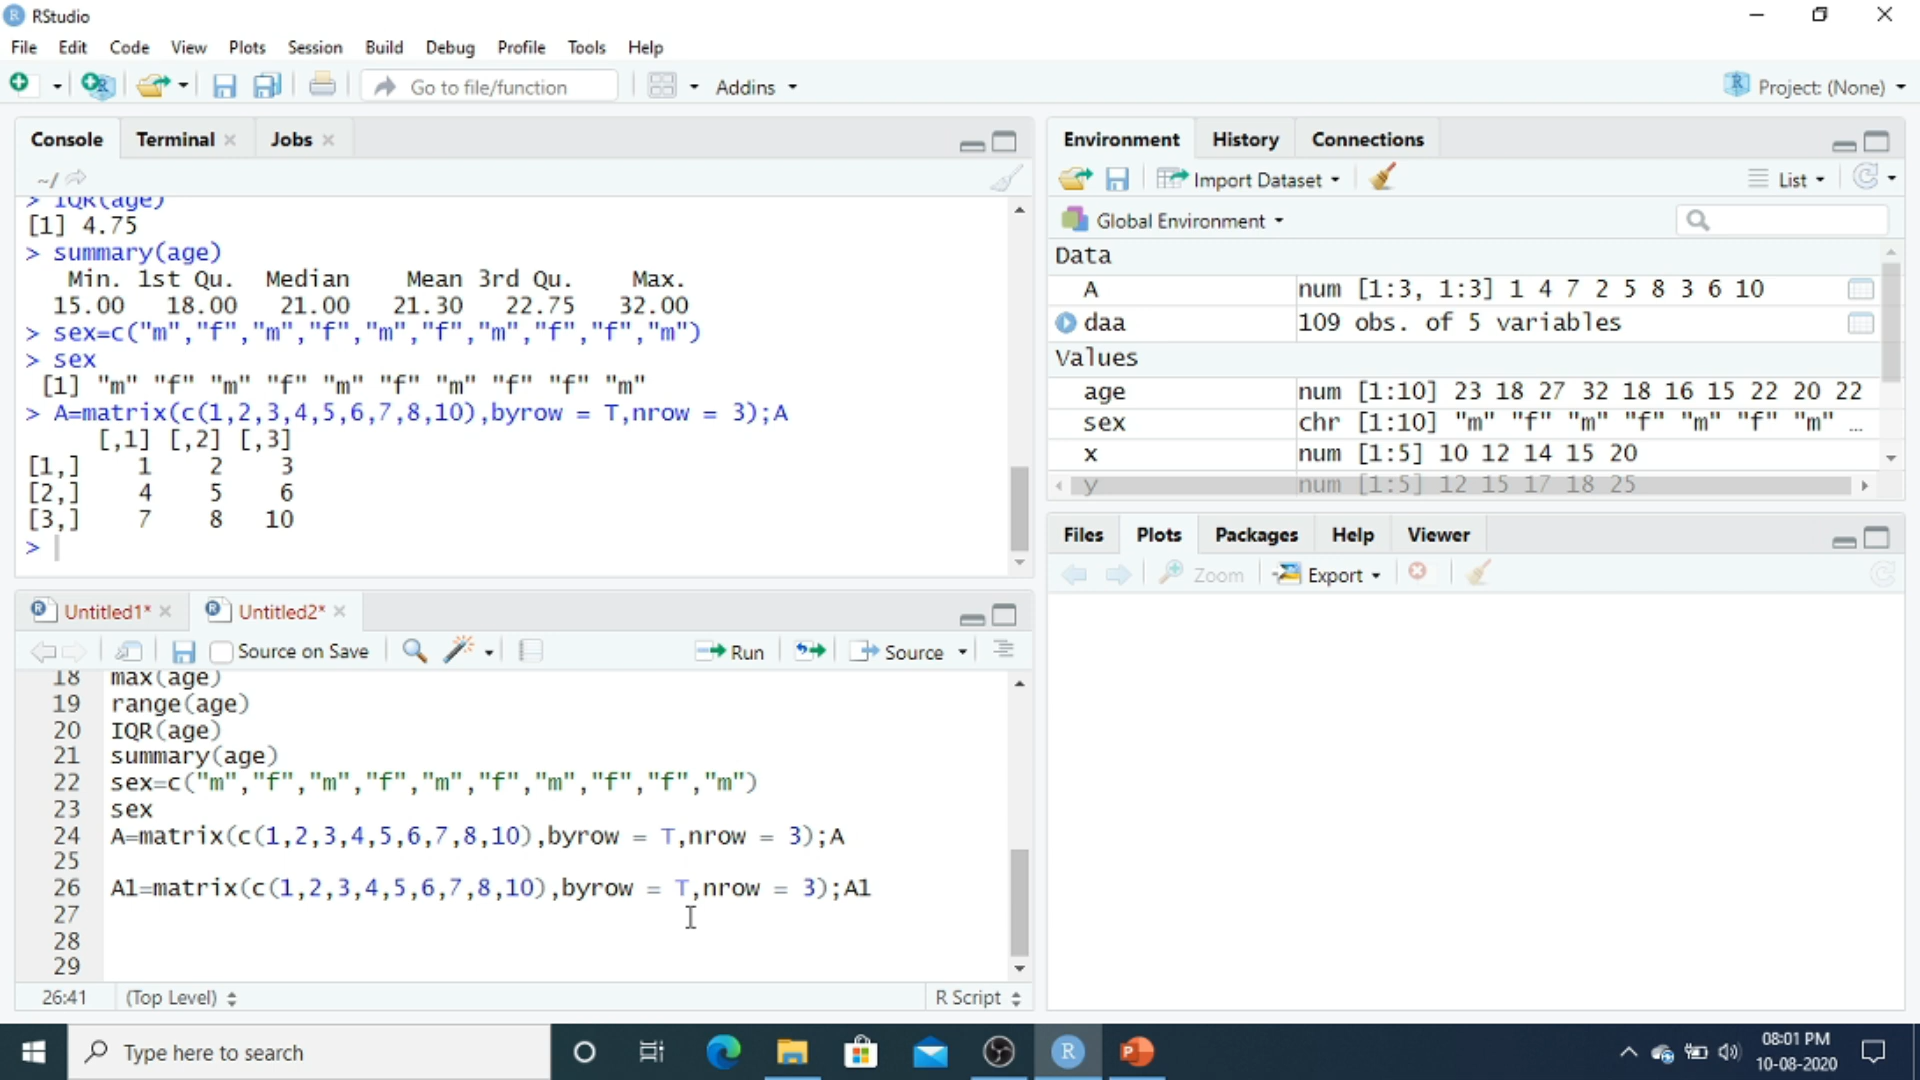 RStudio
File Edit Code View Plots Session Build Debug Profile Tools Help
Go to file/function Addins Project: (None)
Console Terminal Jobs
~/
> IQR(age)
[1] 4.75
> summary(age)
Min. 1st Qu. Median Mean 3rd Qu. Max.
15.00 18.00 21.00 21.30 22.75 32.00
> sex=c("m","f","m","f","m","f","m","f","f","m")
> sex
[1] "m" "f" "m" "f" "m" "f" "m" "f" "f" "m"
> A=matrix(c(1,2,3,4,5,6,7,8,10),byrow = T,nrow = 3);A
[,1] [,2] [,3]
[1,] 1 2 3
[2,] 4 5 6
[3,] 7 8 10
>
Untitled1* Untitled2*
Source on Save Run Source
18 max(age)
19 range(age)
20 IQR(age)
21 summary(age)
22 sex=c("m","f","m","f","m","f","m","f","f","m")
23 sex
24 A=matrix(c(1,2,3,4,5,6,7,8,10),byrow = T,nrow = 3);A
25
26 A1=matrix(c(1,2,3,4,5,6,7,8,10),byrow = T,nrow = 3);A1
27
28
29
26:41 (Top Level) R Script
Environment History Connections
Import Dataset List
Global Environment
Data
A num [1:3, 1:3] 1 4 7 2 5 8 3 6 10
daa 109 obs. of 5 variables
Values
age num [1:10] 23 18 27 32 18 16 15 22 20 22
sex chr [1:10] "m" "f" "m" "f" "m" "f" "m" ...
x num [1:5] 10 12 14 15 20
y num [1:5] 12 15 17 18 25
Files Plots Packages Help Viewer
Zoom Export
Type here to search
08:01 PM
10-08-2020